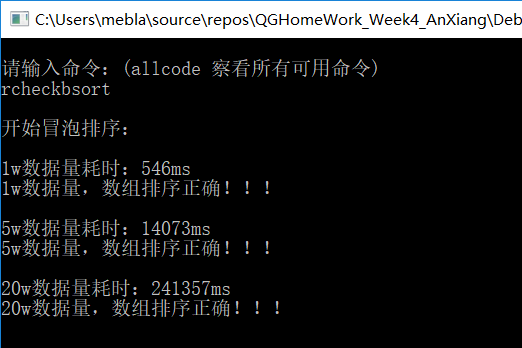 C:\Users\mebla\source\repos\QGHomeWork_Week4_AnXiang\Deb
请输入命令：(allcode 察看所有可用命令)
rcheckbsort
开始冒泡排序：
1w数据量耗时：546ms
1w数据量，数组排序正确！！！
5w数据量耗时：14073ms
5w数据量，数组排序正确！！！
20w数据量耗时：241357ms
20w数据量，数组排序正确！！！